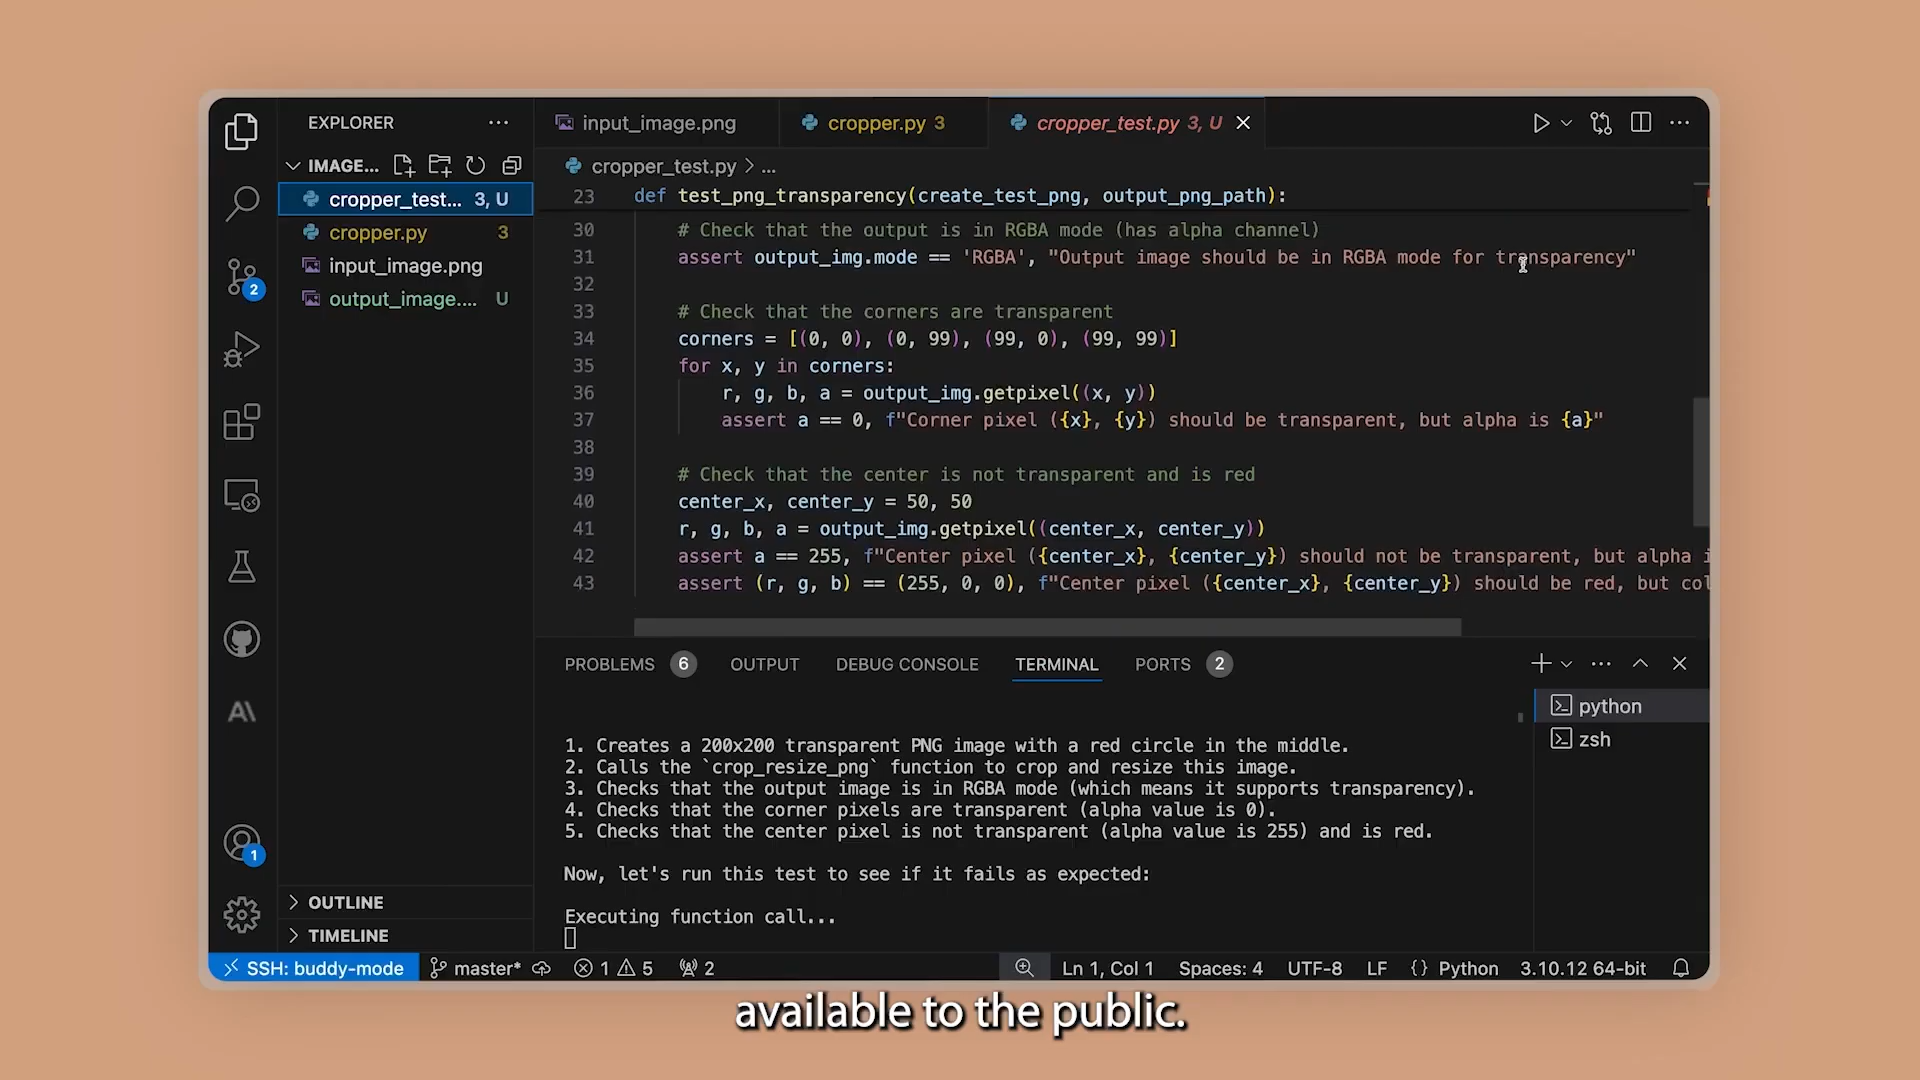 EXPLORER
IMAGE...
cropper_test... 3, U
cropper.py 3
input_image.png
output_image.... U
OUTLINE
TIMELINE
2
1
input_image.png
cropper.py 3
cropper_test.py 3, U
cropper_test.py > ...
23 def test_png_transparency(create_test_png, output_png_path):
30 # Check that the output is in RGBA mode (has alpha channel)
31 assert output_img.mode == 'RGBA', "Output image should be in RGBA mode for transparency"
32
33 # Check that the corners are transparent
34 corners = [(0, 0), (0, 99), (99, 0), (99, 99)]
35 for x, y in corners:
36 r, g, b, a = output_img.getpixel((x, y))
37 assert a == 0, f"Corner pixel ({x}, {y}) should be transparent, but alpha is {a}"
38
39 # Check that the center is not transparent and is red
40 center_x, center_y = 50, 50
41 r, g, b, a = output_img.getpixel((center_x, center_y))
42 assert a == 255, f"Center pixel ({center_x}, {center_y}) should not be transparent, but alpha i
43 assert (r, g, b) == (255, 0, 0), f"Center pixel ({center_x}, {center_y}) should be red, but col
PROBLEMS 6 OUTPUT DEBUG CONSOLE TERMINAL PORTS 2
1. Creates a 200x200 transparent PNG image with a red circle in the middle.
2. Calls the `crop_resize_png` function to crop and resize this image.
3. Checks that the output image is in RGBA mode (which means it supports transparency).
4. Checks that the corner pixels are transparent (alpha value is 0).
5. Checks that the center pixel is not transparent (alpha value is 255) and is red.
Now, let's run this test to see if it fails as expected:
Executing function call...
python
zsh
SSH: buddy-mode master* 1 5 2 Ln 1, Col 1 Spaces: 4 UTF-8 LF {} Python 3.10.12 64-bit
available to the public.